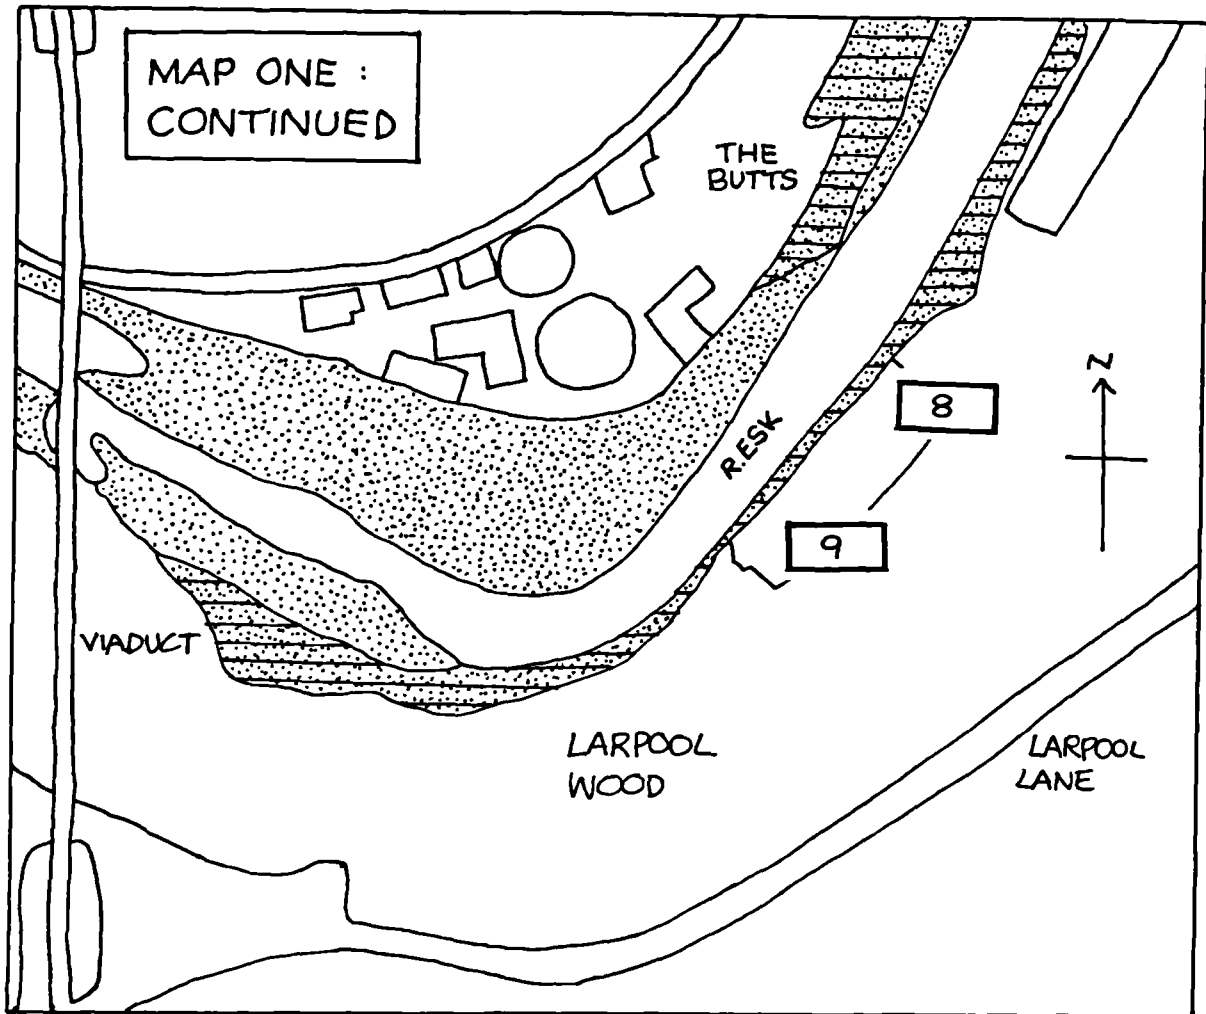 MAP ONE :
CONTINUED
THE
BUTTS
N
8
R.ESK
9
VIADUCT
LARPOOL
WOOD
LARPOOL
LANE